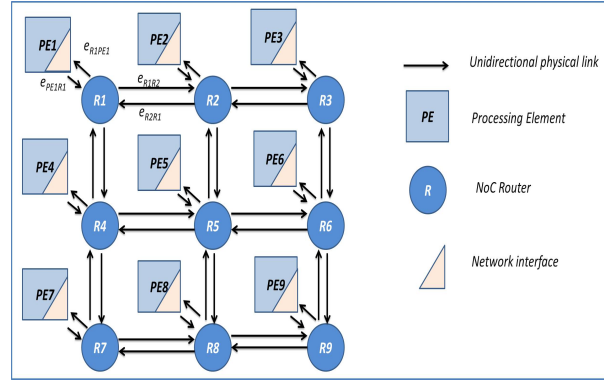 PE1
e_R1PE1
PE2
PE3
e_PE1R1
e_R1R2
R1
R2
R3
e_R2R1
Unidirectional physical link
PE
Processing Element
PE4
PE5
PE6
R4
R5
R6
R
NoC Router
PE7
PE8
PE9
Network interface
R7
R8
R9